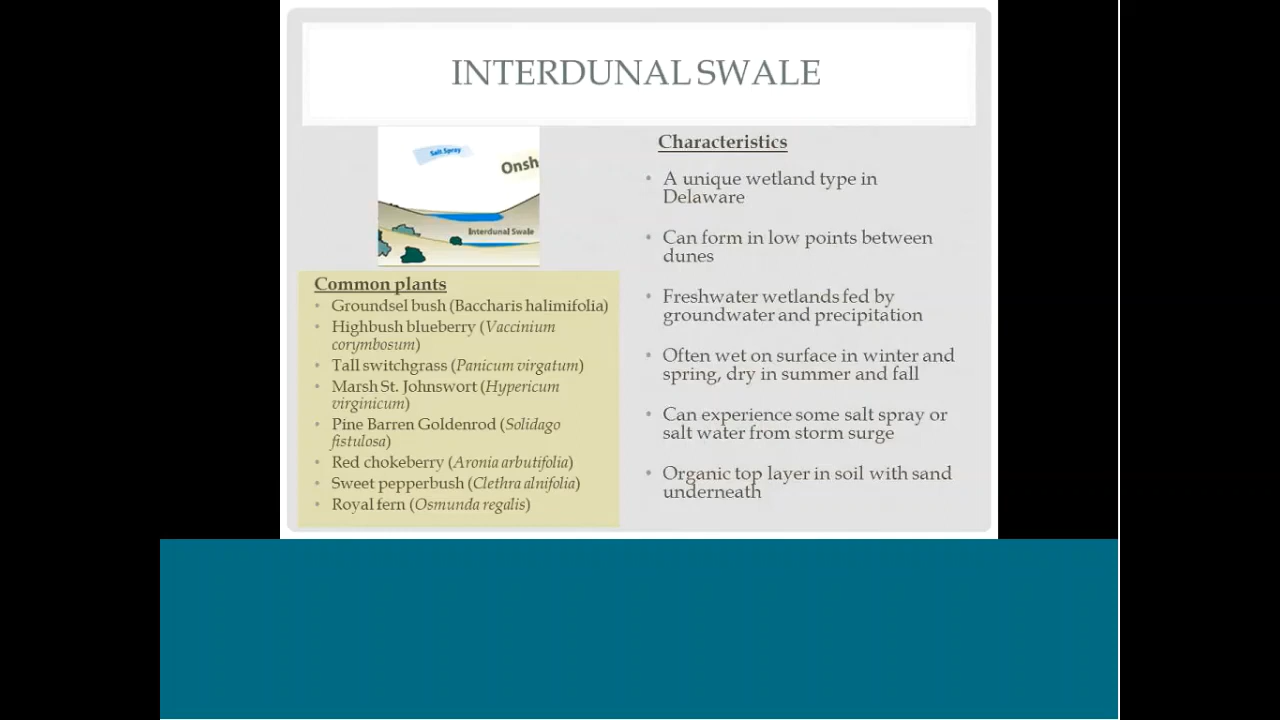 INTERDUNAL SWALE
Salt Spray
Onsh
Interdunal Swale
Common plants
• Groundsel bush (Baccharis halimifolia)
• Highbush blueberry (Vaccinium
corymbosum)
• Tall switchgrass (Panicum virgatum)
• Marsh St. Johnswort (Hypericum
virginicum)
• Pine Barren Goldenrod (Solidago
fistulosa)
• Red chokeberry (Aronia arbutifolia)
• Sweet pepperbush (Clethra alnifolia)
• Royal fern (Osmunda regalis)
Characteristics
• A unique wetland type in
Delaware
• Can form in low points between
dunes
• Freshwater wetlands fed by
groundwater and precipitation
• Often wet on surface in winter and
spring, dry in summer and fall
• Can experience some salt spray or
salt water from storm surge
• Organic top layer in soil with sand
underneath